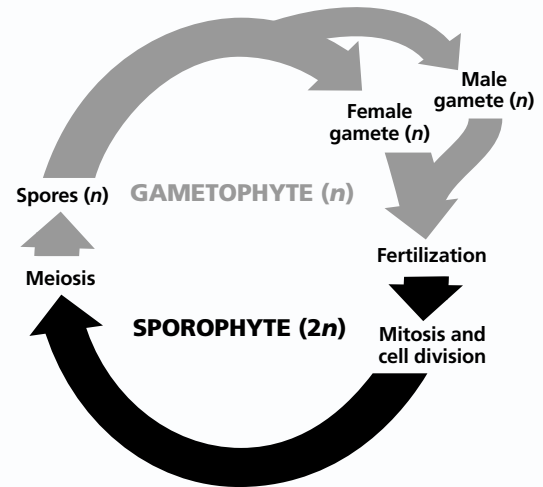 Male
gamete (n)
Female
gamete (n)
Spores (n)
GAMETOPHYTE (n)
Fertilization
Meiosis
SPOROPHYTE (2n)
Mitosis and
cell division